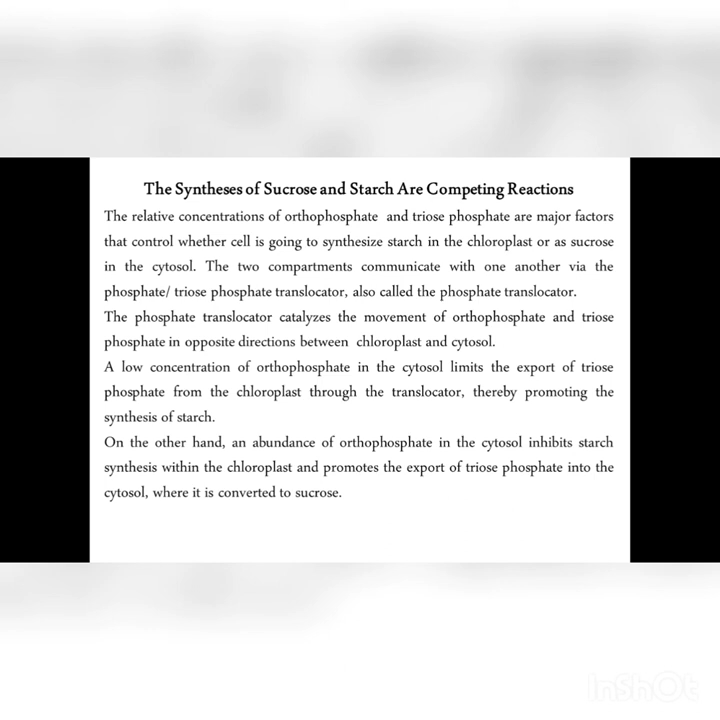 The Syntheses of Sucrose and Starch Are Competing Reactions
The relative concentrations of orthophosphate and triose phosphate are major factors
that control whether cell is going to synthesize starch in the chloroplast or as sucrose
in the cytosol. The two compartments communicate with one another via the
phosphate/ triose phosphate translocator, also called the phosphate translocator.
The phosphate translocator catalyzes the movement of orthophosphate and triose
phosphate in opposite directions between chloroplast and cytosol.
A low concentration of orthophosphate in the cytosol limits the export of triose
phosphate from the chloroplast through the translocator, thereby promoting the
synthesis of starch.
On the other hand, an abundance of orthophosphate in the cytosol inhibits starch
synthesis within the chloroplast and promotes the export of triose phosphate into the
cytosol, where it is converted to sucrose.
InShOt